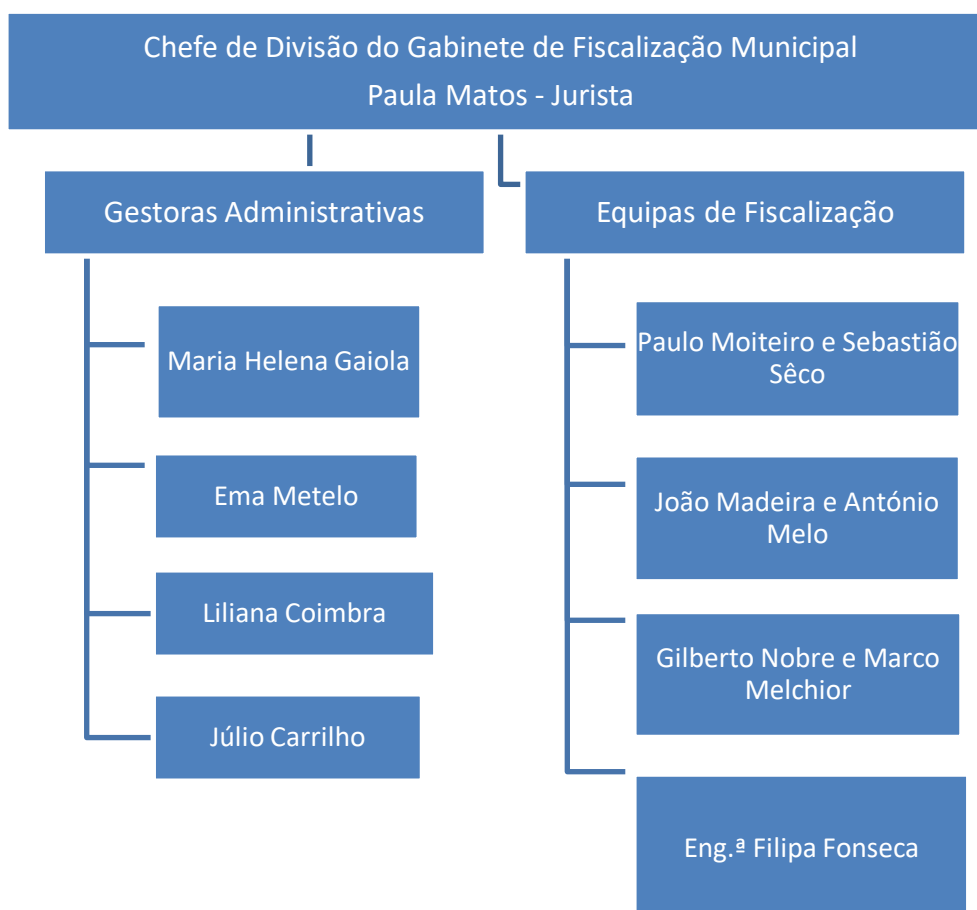 Chefe de Divisão do Gabinete de Fiscalização Municipal
Paula Matos - Jurista
Gestoras Administrativas
Maria Helena Gaiola
Ema Metelo
Liliana Coimbra
Júlio Carrilho
Equipas de Fiscalização
Paulo Moiteiro e Sebastião
Sêco
João Madeira e António
Melo
Gilberto Nobre e Marco
Melchior
Eng.ª Filipa Fonseca